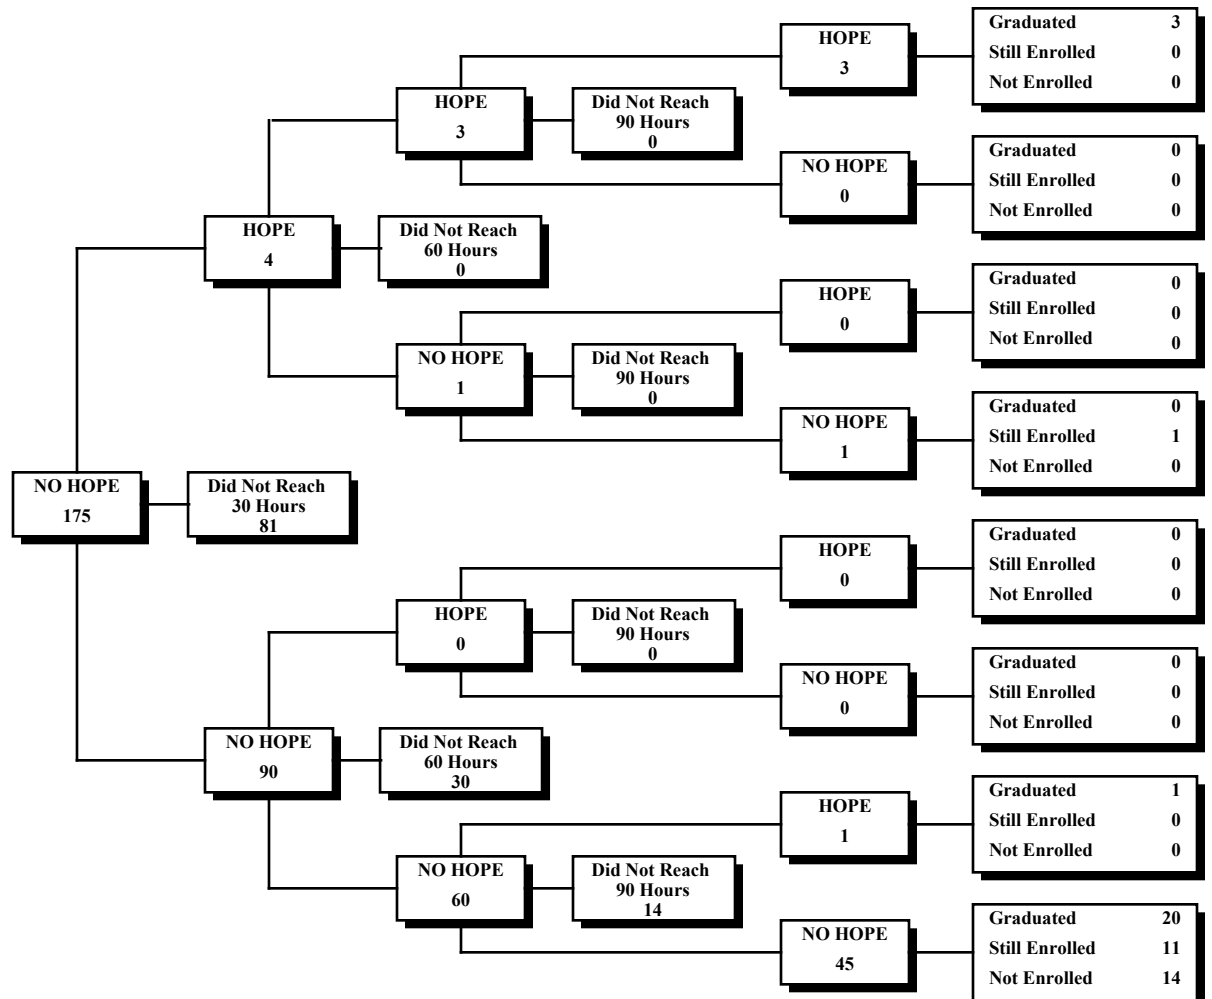 HOPE
3
Graduated 3
Still Enrolled 0
Not Enrolled 0
HOPE
3
Did Not Reach
90 Hours
0
NO HOPE
0
Graduated 0
Still Enrolled 0
Not Enrolled 0
HOPE
4
Did Not Reach
60 Hours
0
HOPE
0
Graduated 0
Still Enrolled 0
Not Enrolled 0
NO HOPE
1
Did Not Reach
90 Hours
0
NO HOPE
1
Graduated 0
Still Enrolled 1
Not Enrolled 0
NO HOPE
175
Did Not Reach
30 Hours
81
HOPE
0
Graduated 0
Still Enrolled 0
Not Enrolled 0
HOPE
0
Did Not Reach
90 Hours
0
NO HOPE
0
Graduated 0
Still Enrolled 0
Not Enrolled 0
NO HOPE
90
Did Not Reach
60 Hours
30
HOPE
1
Graduated 1
Still Enrolled 0
Not Enrolled 0
NO HOPE
60
Did Not Reach
90 Hours
14
NO HOPE
45
Graduated 20
Still Enrolled 11
Not Enrolled 14